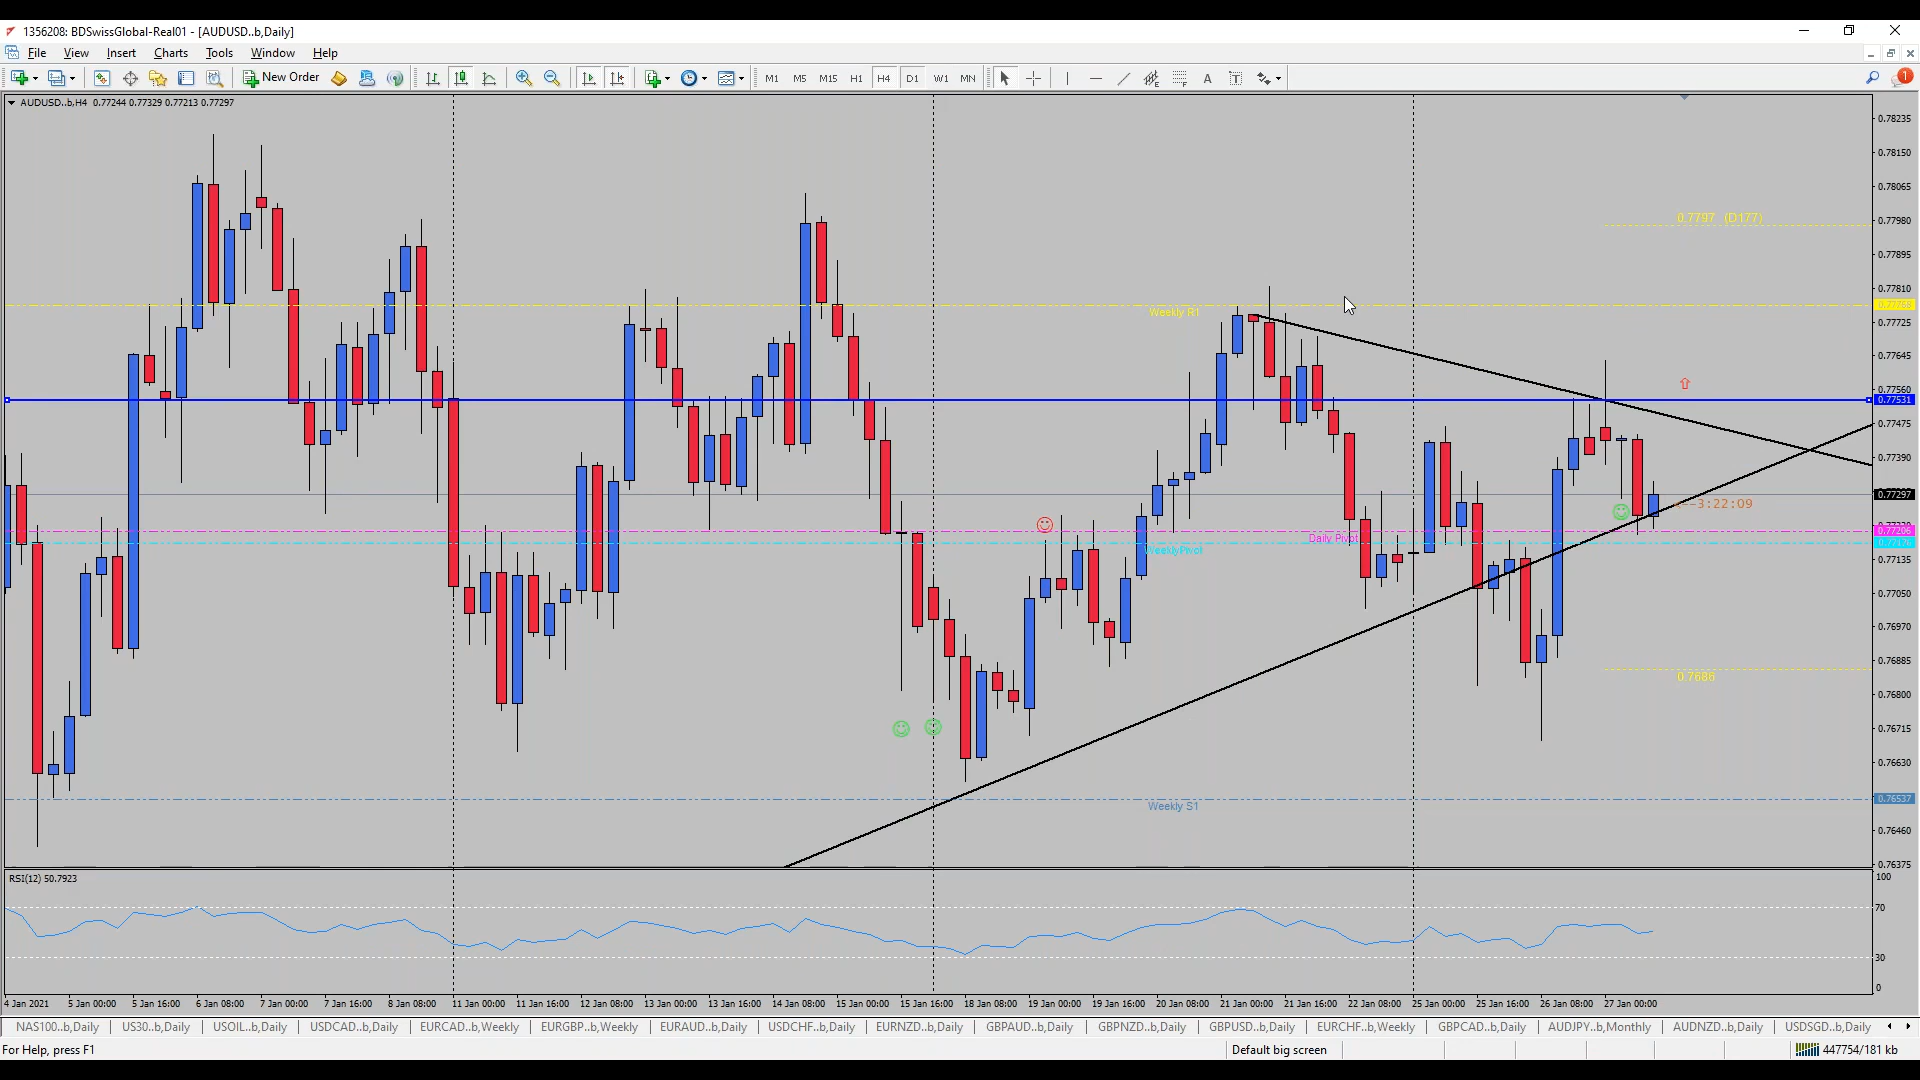 1356208: BDSwissGlobal-Real01 - [AUDUSD..b,Daily]
File View Insert Charts Tools Window Help
New Order M1 M5 M15 H1 H4 D1 W1 MN A T 1
AUDUSD..b,H4 0.77244 0.77329 0.77213 0.77297
0.78235
0.78150
0.78065
0.7797 (D177)
0.77980
0.77895
0.77810
Weekly R1
0.77725
0.77645
0.77560
0.77531
0.77475
0.77390
0.77297
<--3:22:09
0.77206
Daily Pivot
0.77176
WeeklyPivot
0.77135
0.77050
0.76970
0.76885
0.7686
0.76800
0.76715
0.76630
0.76537
Weekly S1
0.76460
0.76375
RSI(12) 50.7923
100
70
30
0
4 Jan 2021 5 Jan 00:00 5 Jan 16:00 6 Jan 08:00 7 Jan 00:00 7 Jan 16:00 8 Jan 08:00 11 Jan 00:00 11 Jan 16:00 12 Jan 08:00 13 Jan 00:00 13 Jan 16:00 14 Jan 08:00 15 Jan 00:00 15 Jan 16:00 18 Jan 08:00 19 Jan 00:00 19 Jan 16:00 20 Jan 08:00 21 Jan 00:00 21 Jan 16:00 22 Jan 08:00 25 Jan 00:00 25 Jan 16:00 26 Jan 08:00 27 Jan 00:00
NAS100..b,Daily US30..b,Daily USOIL..b,Daily USDCAD..b,Daily EURCAD..b,Weekly EURGBP..b,Weekly EURAUD..b,Daily USDCHF..b,Daily EURNZD..b,Daily GBPAUD..b,Daily GBPNZD..b,Daily GBPUSD..b,Daily EURCHF..b,Weekly GBPCAD..b,Daily AUDJPY..b,Monthly AUDNZD..b,Daily USDSGD..b,Daily
For Help, press F1 Default big screen 447754/181 kb